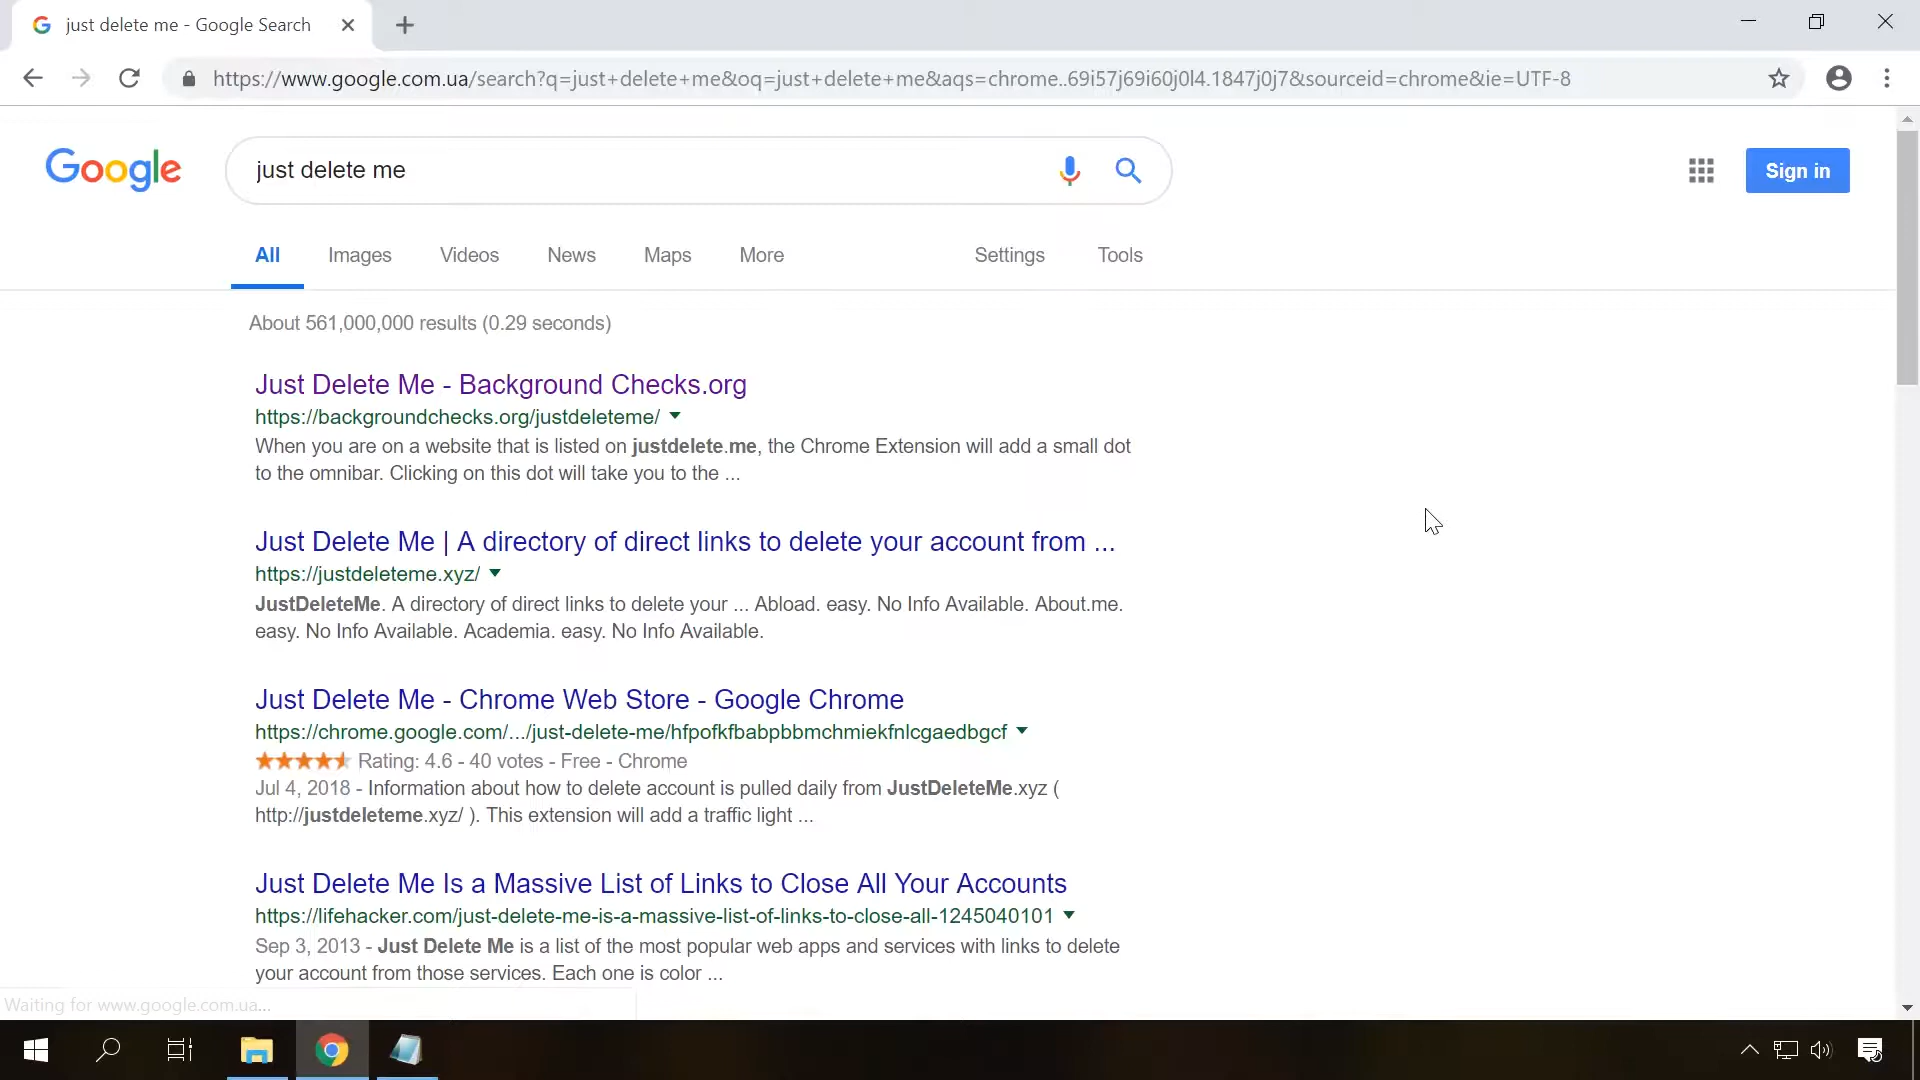 just delete me - Google Search
https://www.google.com.ua/search?q=just+delete+me&oq=just+delete+me&aqs=chrome..69i57j69i60j0l4.1847j0j7&sourceid=chrome&ie=UTF-8
Google
just delete me
Sign in
All Images Videos News Maps More Settings Tools
About 561,000,000 results (0.29 seconds)
Just Delete Me - Background Checks.org
https://backgroundchecks.org/justdeleteme/
When you are on a website that is listed on justdelete.me, the Chrome Extension will add a small dot
to the omnibar. Clicking on this dot will take you to the ...
Just Delete Me | A directory of direct links to delete your account from ...
https://justdeleteme.xyz/
JustDeleteMe. A directory of direct links to delete your ... Abload. easy. No Info Available. About.me.
easy. No Info Available. Academia. easy. No Info Available.
Just Delete Me - Chrome Web Store - Google Chrome
https://chrome.google.com/.../just-delete-me/hfpofkfbabpbbmchmiekfnlcgaedbgcf
Rating: 4.6 - 40 votes - Free - Chrome
Jul 4, 2018 - Information about how to delete account is pulled daily from JustDeleteMe.xyz (
http://justdeleteme.xyz/ ). This extension will add a traffic light ...
Just Delete Me Is a Massive List of Links to Close All Your Accounts
https://lifehacker.com/just-delete-me-is-a-massive-list-of-links-to-close-all-1245040101
Sep 3, 2013 - Just Delete Me is a list of the most popular web apps and services with links to delete
your account from those services. Each one is color ...
Waiting for www.google.com.ua...